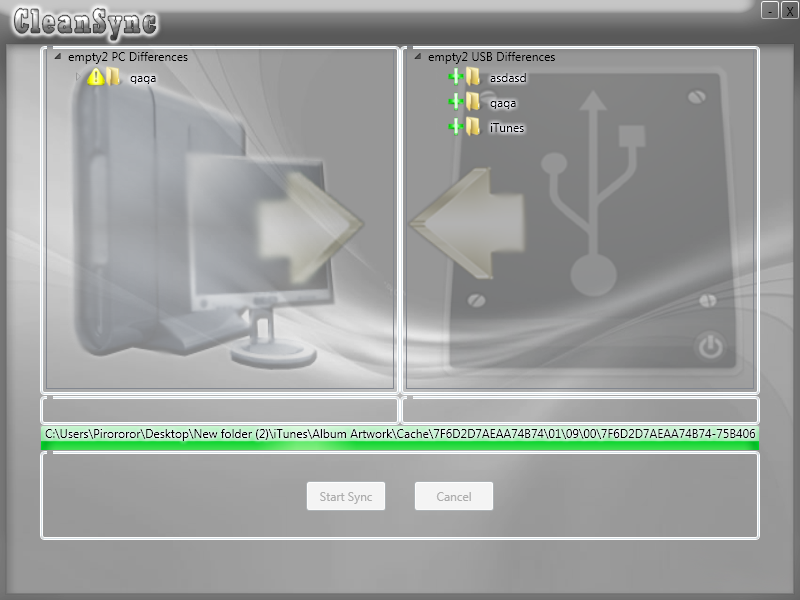 CleanSync
- X
empty2 PC Differences
qaqa
empty2 USB Differences
asdasd
qaqa
iTunes
C:\Users\Pirororor\Desktop\New folder (2)\iTunes\Album Artwork\Cache\7F6D2D7AEAA74B74\01\09\00\7F6D2D7AEAA74B74-75B406
Start Sync
Cancel